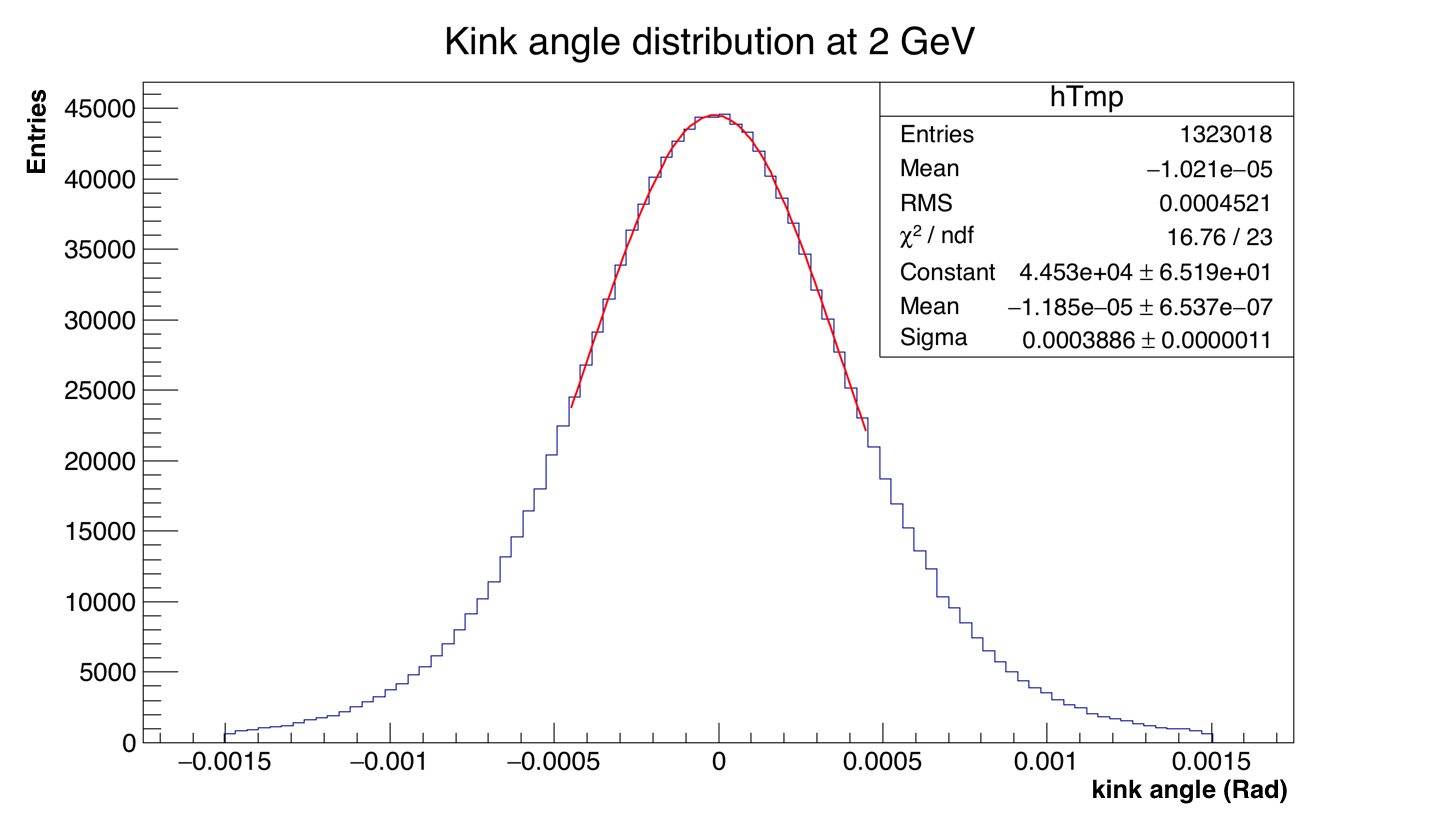 Kink angle distribution at 2 GeV
Entries
45000
40000
35000
30000
25000
20000
15000
10000
5000
0
hTmp
Entries 1323018
Mean −1.021e−05
RMS 0.0004521
χ² / ndf 16.76 / 23
Constant 4.453e+04 ± 6.519e+01
Mean −1.185e−05 ± 6.537e−07
Sigma 0.0003886 ± 0.0000011
−0.0015 −0.001 −0.0005 0 0.0005 0.001 0.0015
kink angle (Rad)